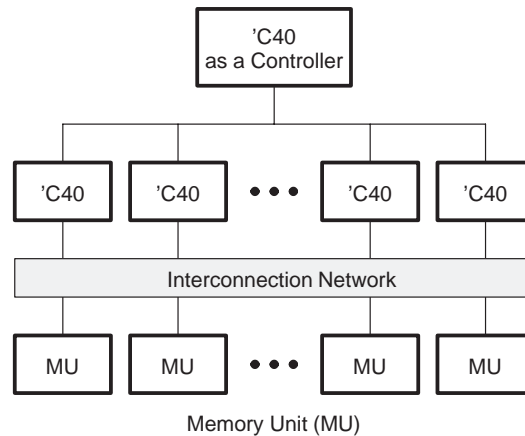 ’C40
as a Controller
’C40 ’C40 ’C40 ’C40
Interconnection Network
MU MU MU MU
Memory Unit (MU)